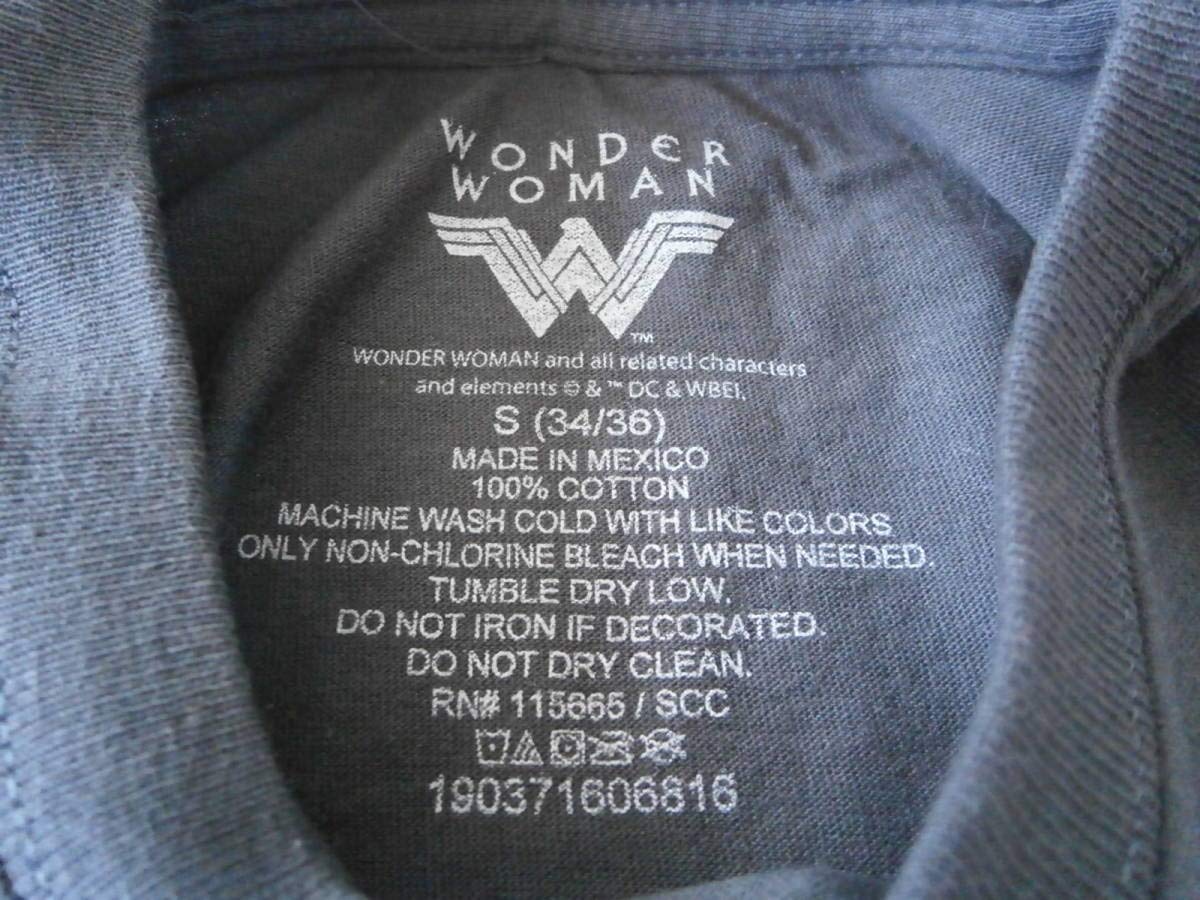 WONDER
WOMAN
TM
WONDER WOMAN and all related characters
and elements © & ™ DC & WBEI.
S (34/36)
MADE IN MEXICO
100% COTTON
MACHINE WASH COLD WITH LIKE COLORS
ONLY NON-CHLORINE BLEACH WHEN NEEDED.
TUMBLE DRY LOW.
DO NOT IRON IF DECORATED.
DO NOT DRY CLEAN.
RN# 115665 / SCC
190371606816